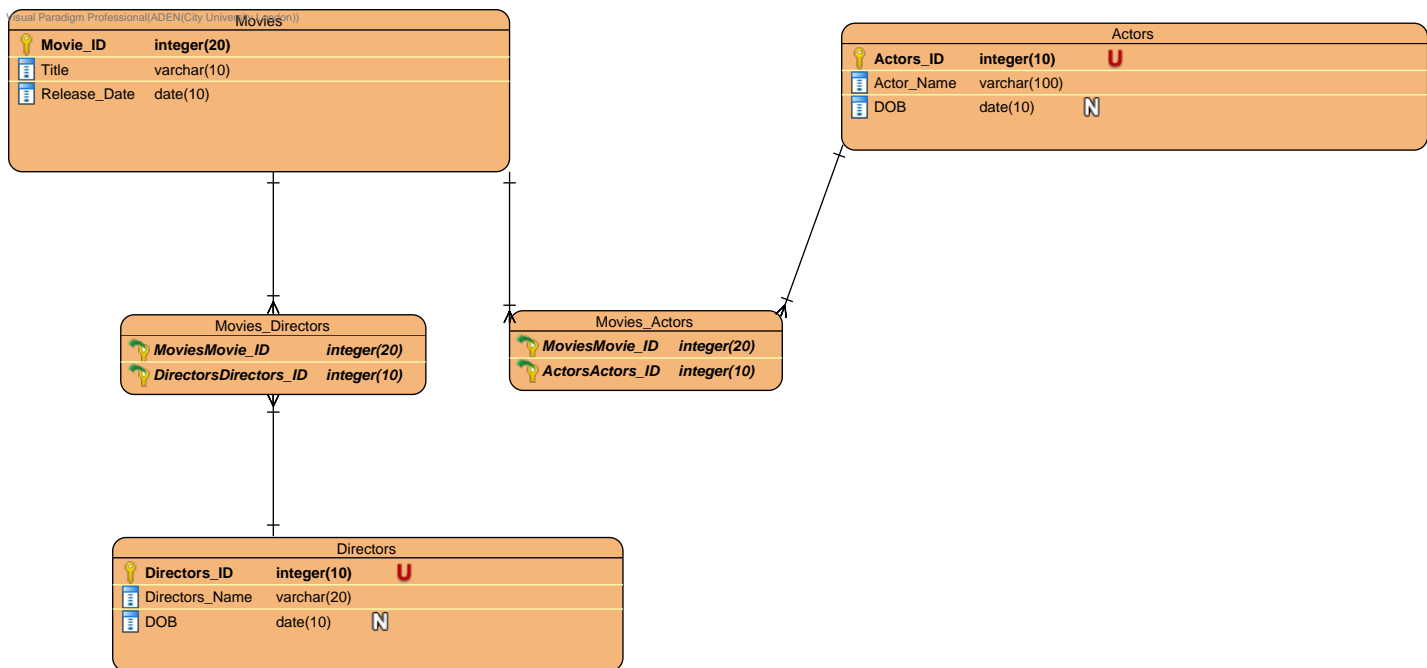 Visual Paradigm Professional(ADEN(City University London))
Movies
Movie_ID integer(20)
Title varchar(10)
Release_Date date(10)
Actors
Actors_ID integer(10) U
Actor_Name varchar(100)
DOB date(10) N
Movies_Directors
MoviesMovie_ID integer(20)
DirectorsDirectors_ID integer(10)
Movies_Actors
MoviesMovie_ID integer(20)
ActorsActors_ID integer(10)
Directors
Directors_ID integer(10) U
Directors_Name varchar(20)
DOB date(10) N